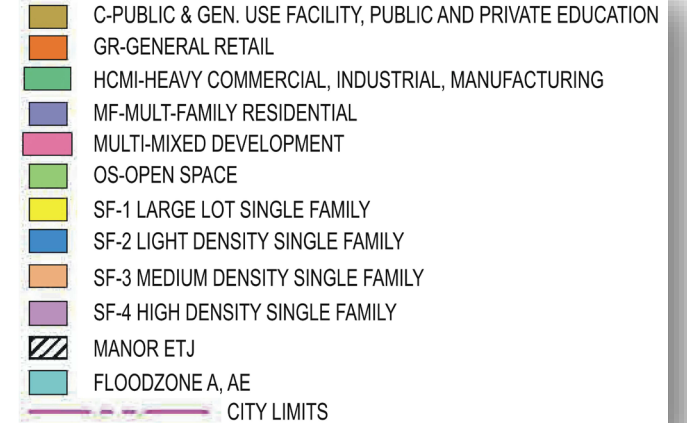 C-PUBLIC & GEN. USE FACILITY, PUBLIC AND PRIVATE EDUCATION
GR-GENERAL RETAIL
HCMI-HEAVY COMMERCIAL, INDUSTRIAL, MANUFACTURING
MF-MULT-FAMILY RESIDENTIAL
MULTI-MIXED DEVELOPMENT
OS-OPEN SPACE
SF-1 LARGE LOT SINGLE FAMILY
SF-2 LIGHT DENSITY SINGLE FAMILY
SF-3 MEDIUM DENSITY SINGLE FAMILY
SF-4 HIGH DENSITY SINGLE FAMILY
MANOR ETJ
FLOODZONE A, AE
CITY LIMITS